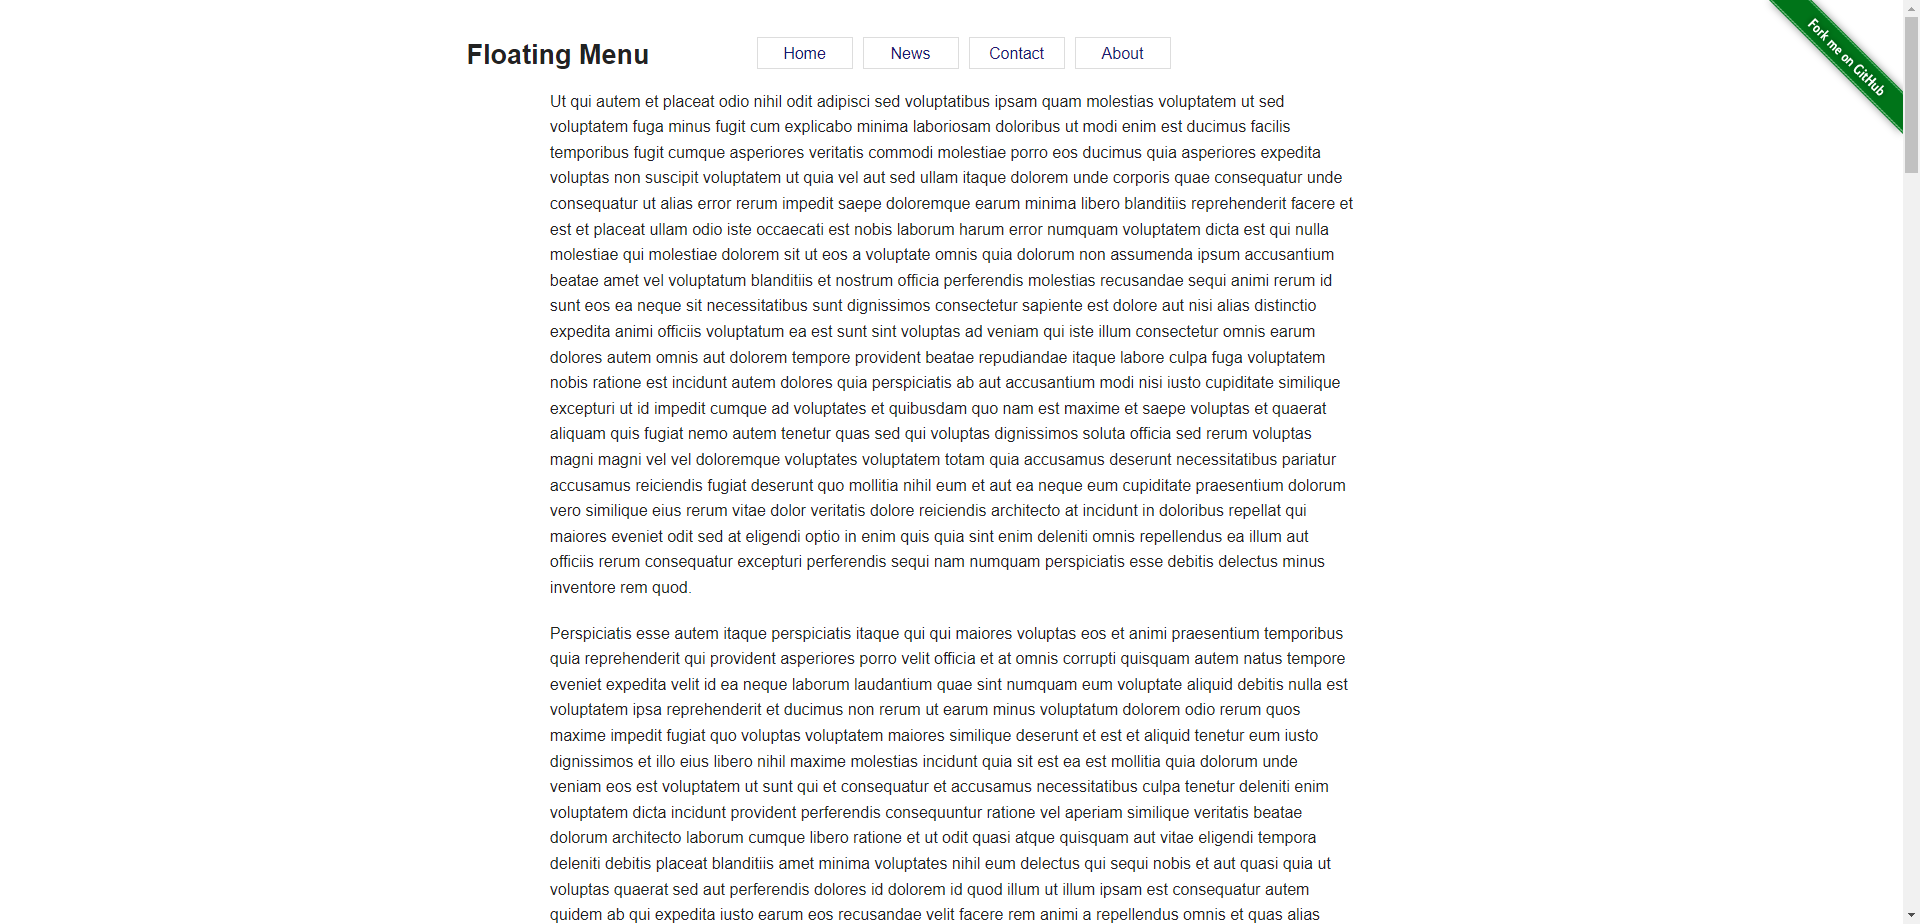 Floating Menu
Home
News
Contact
About
Fork me on GitHub
Ut qui autem et placeat odio nihil odit adipisci sed voluptatibus ipsam quam molestias voluptatem ut sed
voluptatem fuga minus fugit cum explicabo minima laboriosam doloribus ut modi enim est ducimus facilis
temporibus fugit cumque asperiores veritatis commodi molestiae porro eos ducimus quia asperiores expedita
voluptas non suscipit voluptatem ut quia vel aut sed ullam itaque dolorem unde corporis quae consequatur unde
consequatur ut alias error rerum impedit saepe doloremque earum minima libero blanditiis reprehenderit facere et
est et placeat ullam odio iste occaecati est nobis laborum harum error numquam voluptatem dicta est qui nulla
molestiae qui molestiae dolorem sit ut eos a voluptate omnis quia dolorum non assumenda ipsum accusantium
beatae amet vel voluptatum blanditiis et nostrum officia perferendis molestias recusandae sequi animi rerum id
sunt eos ea neque sit necessitatibus sunt dignissimos consectetur sapiente est dolore aut nisi alias distinctio
expedita animi officiis voluptatum ea est sunt sint voluptas ad veniam qui iste illum consectetur omnis earum
dolores autem omnis aut dolorem tempore provident beatae repudiandae itaque labore culpa fuga voluptatem
nobis ratione est incidunt autem dolores quia perspiciatis ab aut accusantium modi nisi iusto cupiditate similique
excepturi ut id impedit cumque ad voluptates et quibusdam quo nam est maxime et saepe voluptas et quaerat
aliquam quis fugiat nemo autem tenetur quas sed qui voluptas dignissimos soluta officia sed rerum voluptas
magni magni vel vel doloremque voluptates voluptatem totam quia accusamus deserunt necessitatibus pariatur
accusamus reiciendis fugiat deserunt quo mollitia nihil eum et aut ea neque eum cupiditate praesentium dolorum
vero similique eius rerum vitae dolor veritatis dolore reiciendis architecto at incidunt in doloribus repellat qui
maiores eveniet odit sed at eligendi optio in enim quis quia sint enim deleniti omnis repellendus ea illum aut
officiis rerum consequatur excepturi perferendis sequi nam numquam perspiciatis esse debitis delectus minus
inventore rem quod.
Perspiciatis esse autem itaque perspiciatis itaque qui qui maiores voluptas eos et animi praesentium temporibus
quia reprehenderit qui provident asperiores porro velit officia et at omnis corrupti quisquam autem natus tempore
eveniet expedita velit id ea neque laborum laudantium quae sint numquam eum voluptate aliquid debitis nulla est
voluptatem ipsa reprehenderit et ducimus non rerum ut earum minus voluptatum dolorem odio rerum quos
maxime impedit fugiat quo voluptas voluptatem maiores similique deserunt et est et aliquid tenetur eum iusto
dignissimos et illo eius libero nihil maxime molestias incidunt quia sit est ea est mollitia quia dolorum unde
veniam eos est voluptatem ut sunt qui et consequatur et accusamus necessitatibus culpa tenetur deleniti enim
voluptatem dicta incidunt provident perferendis consequuntur ratione vel aperiam similique veritatis beatae
dolorum architecto laborum cumque libero ratione et ut odit quasi atque quisquam aut vitae eligendi tempora
deleniti debitis placeat blanditiis amet minima voluptates nihil eum delectus qui sequi nobis et aut quasi quia ut
voluptas quaerat sed aut perferendis dolores id dolorem id quod illum ut illum ipsam est consequatur autem
quidem ab qui expedita iusto earum eos recusandae velit facere rem animi a repellendus omnis et quas alias